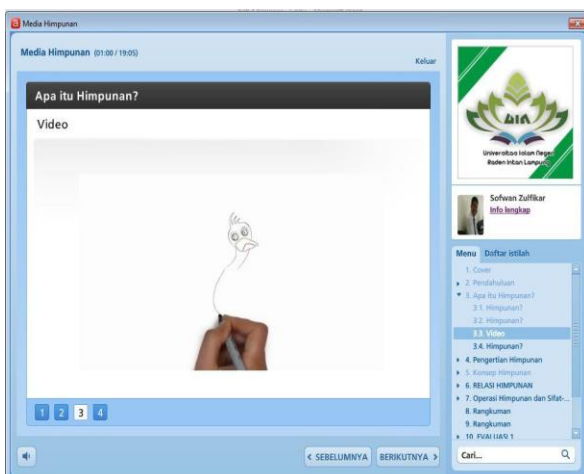 Media Himpunan
Media Himpunan (01:00 / 19:05)
Keluar
Apa itu Himpunan?
Video
1 2 3 4
< SEBELUMNYA
BERIKUTNYA >
UIN
Universitas Islam Negeri
Raden Intan Lampung
Sofwan Zulfikar
Info lengkap
Menu Daftar istilah
1. Cover
2. Pendahuluan
3. Apa itu Himpunan?
3.1. Himpunan?
3.2. Himpunan?
3.3. Video
3.4. Himpunan?
4. Pengertian Himpunan
5. Konsep Himpunan
6. RELASI HIMPUNAN
7. Operasi Himpunan dan Sifat-...
8. Rangkuman
9. Rangkuman
10. EVALUASI 1
Cari...